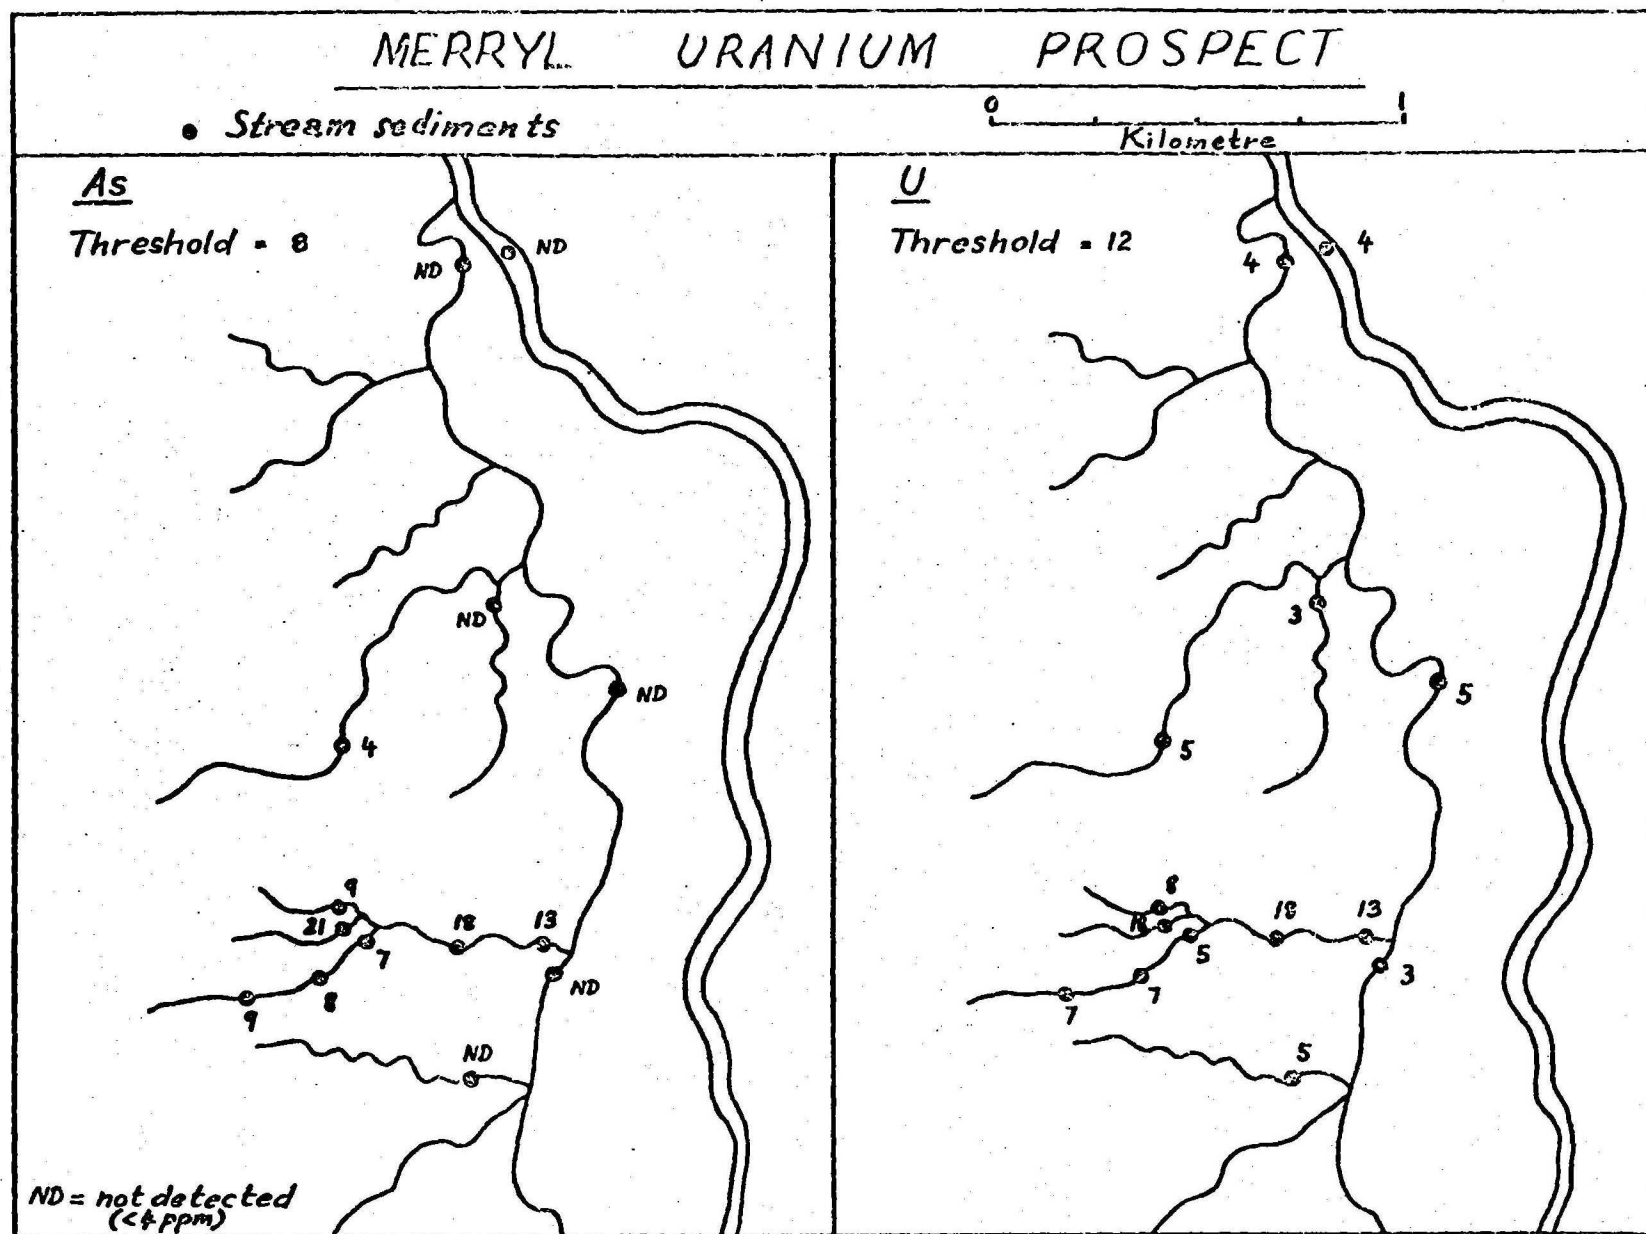 MERRYL URANIUM PROSPECT
● Stream sediments
0 1
Kilometre
As
Threshold = 8
ND
ND
ND
ND
4
9
21
7
18
13
8
9
ND
ND
ND = not detected
(<4 ppm)
U
Threshold = 12
4
4
3
5
5
8
5
18
13
7
7
3
5